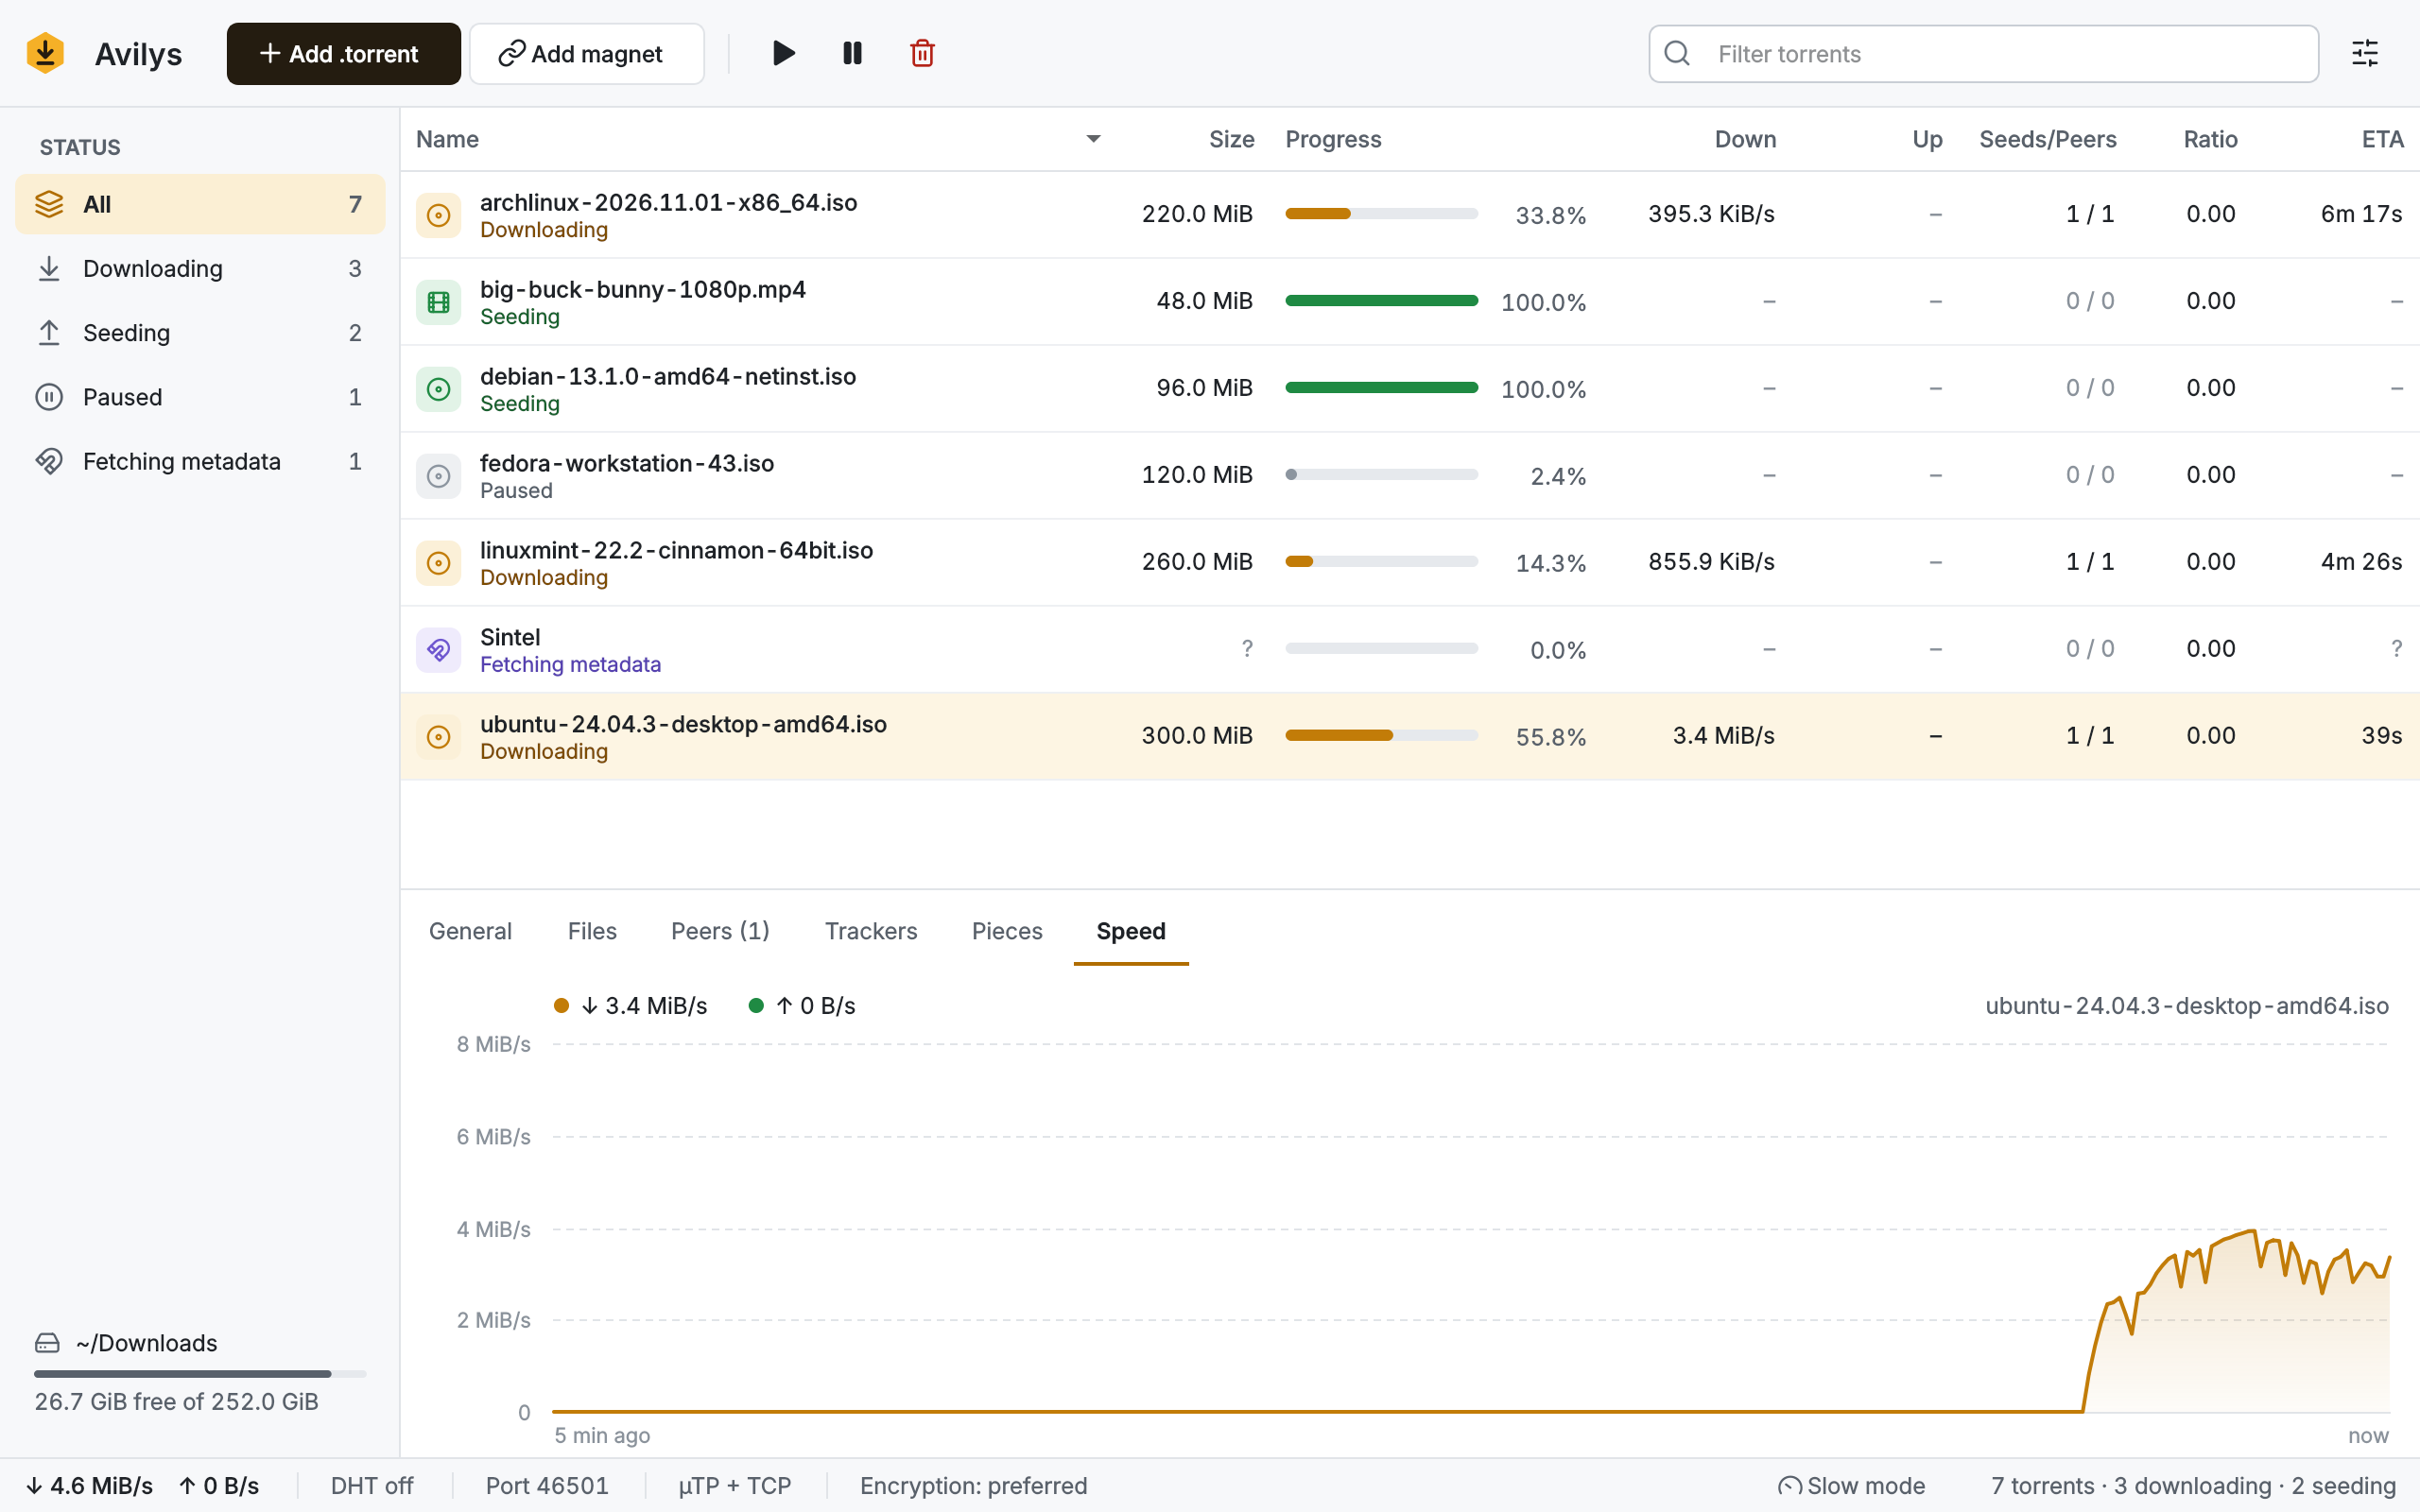 Avilys
Add .torrent
Add magnet
Filter torrents
STATUS
All 7
Downloading 3
Seeding 2
Paused 1
Fetching metadata 1
~/Downloads
26.7 GiB free of 252.0 GiB
Name Size Progress Down Up Seeds/Peers Ratio ETA
archlinux-2026.11.01-x86_64.iso
Downloading
220.0 MiB 33.8% 395.3 KiB/s – 1 / 1 0.00 6m 17s
big-buck-bunny-1080p.mp4
Seeding
48.0 MiB 100.0% – – 0 / 0 0.00 –
debian-13.1.0-amd64-netinst.iso
Seeding
96.0 MiB 100.0% – – 0 / 0 0.00 –
fedora-workstation-43.iso
Paused
120.0 MiB 2.4% – – 0 / 0 0.00 –
linuxmint-22.2-cinnamon-64bit.iso
Downloading
260.0 MiB 14.3% 855.9 KiB/s – 1 / 1 0.00 4m 26s
Sintel
Fetching metadata
? 0.0% – – 0 / 0 0.00 ?
ubuntu-24.04.3-desktop-amd64.iso
Downloading
300.0 MiB 55.8% 3.4 MiB/s – 1 / 1 0.00 39s
General Files Peers (1) Trackers Pieces Speed
↓ 3.4 MiB/s ↑ 0 B/s ubuntu-24.04.3-desktop-amd64.iso
8 MiB/s
6 MiB/s
4 MiB/s
2 MiB/s
0
5 min ago now
↓ 4.6 MiB/s ↑ 0 B/s DHT off Port 46501 µTP + TCP Encryption: preferred Slow mode 7 torrents · 3 downloading · 2 seeding